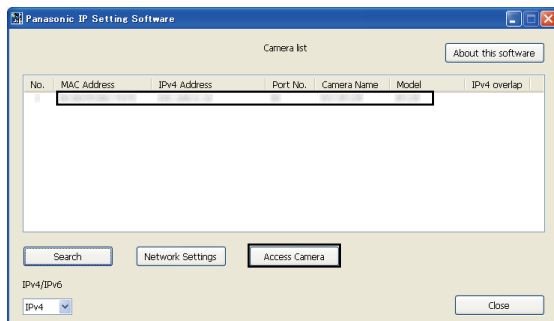 Panasonic IP Setting Software
Camera list
About this software
No. MAC Address IPv4 Address Port No. Camera Name Model IPv4 overlap
Search Network Settings Access Camera
IPv4/IPv6
IPv4 Close